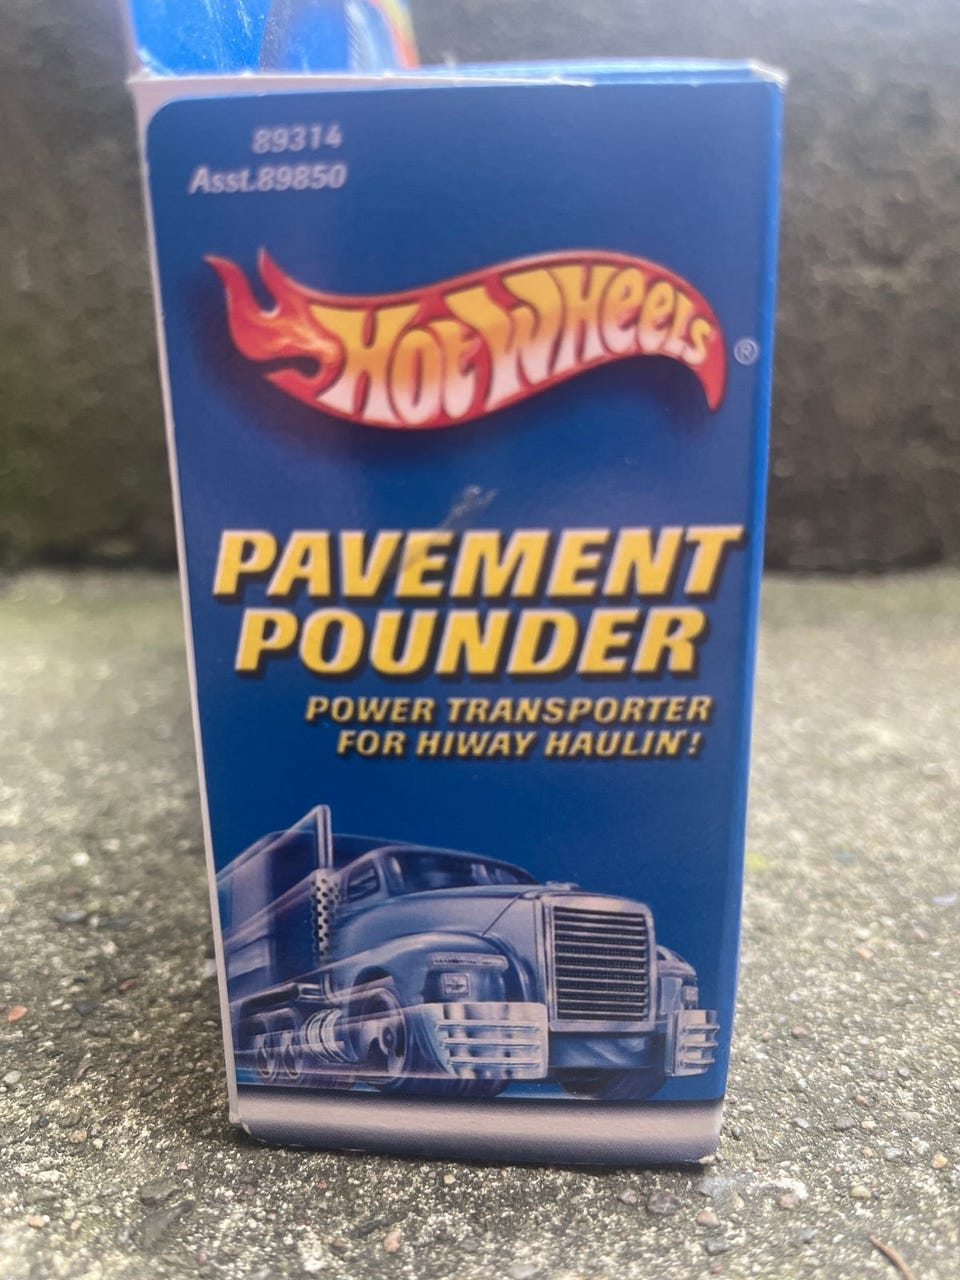 89314
Asst.89850
HOT WHEELS
®
PAVEMENT
POUNDER
POWER TRANSPORTER
FOR HIWAY HAULIN'!